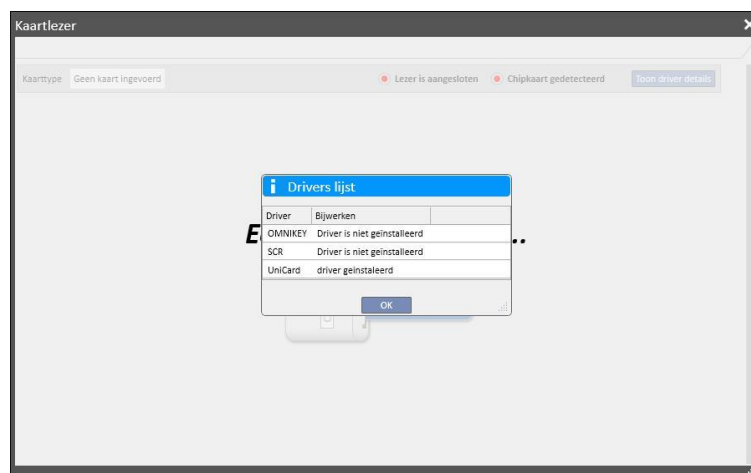 Kaartlezer
Kaarttype Geen kaart ingevoerd Lezer is aangesloten Chipkaart gedetecteerd Toon driver details
Drivers lijst
Driver Bijwerken
OMNIKEY Driver is niet geïnstalleerd
SCR Driver is niet geïnstalleerd
UniCard driver geinstaleerd
OK